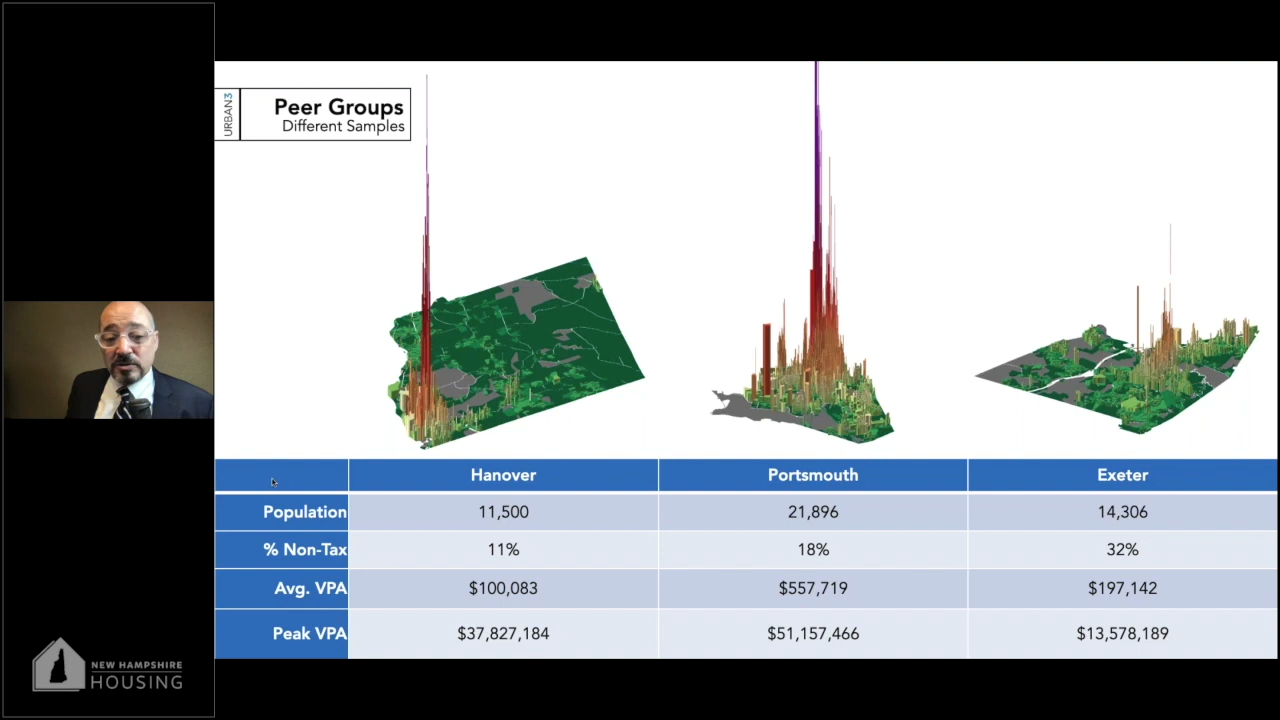 URBAN3
Peer Groups
Different Samples
Hanover Portsmouth Exeter
Population 11,500 21,896 14,306
% Non-Tax 11% 18% 32%
Avg. VPA $100,083 $557,719 $197,142
Peak VPA $37,827,184 $51,157,466 $13,578,189
NEW HAMPSHIRE
HOUSING